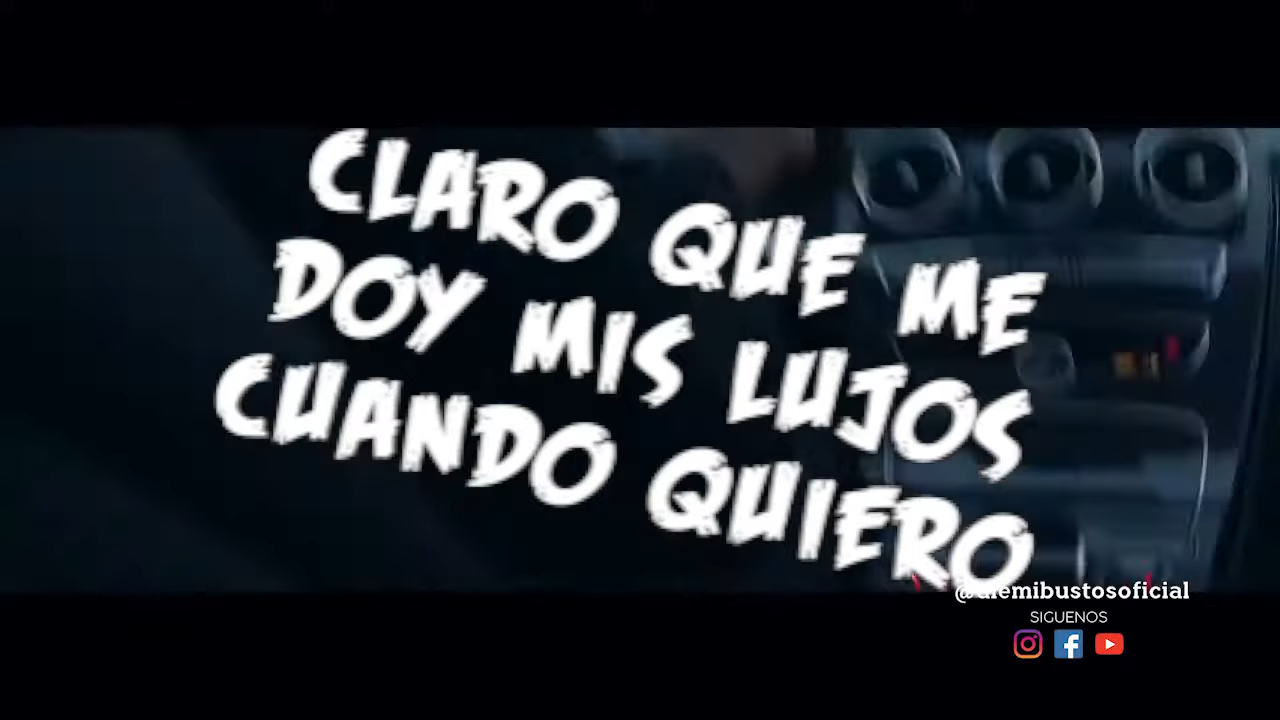 CLARO QUE ME
DOY MIS LUJOS
CUANDO QUIERO
SIGUENOS